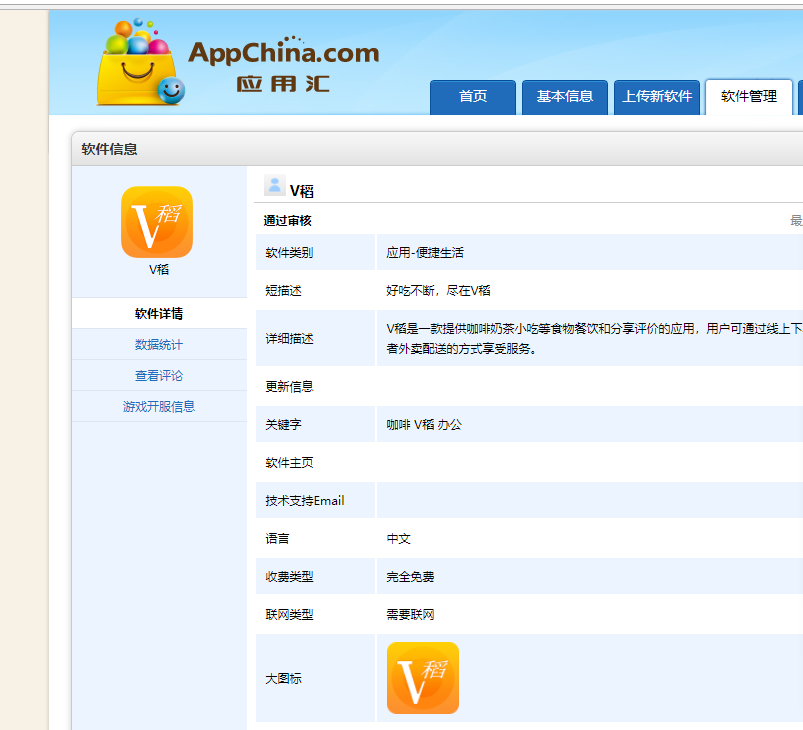 AppChina.com
应用汇
首页
基本信息
上传新软件
软件管理
软件信息
V稻
V稻
V稻
通过审核
最
软件类别
应用-便捷生活
短描述
好吃不断，尽在V稻
详细描述
V稻是一款提供咖啡奶茶小吃等食物餐饮和分享评价的应用，用户可通过线上下
者外卖配送的方式享受服务。
更新信息
关键字
咖啡 V稻 办公
软件主页
技术支持Email
语言
中文
收费类型
完全免费
联网类型
需要联网
大图标
V稻
软件详情
数据统计
查看评论
游戏开服信息